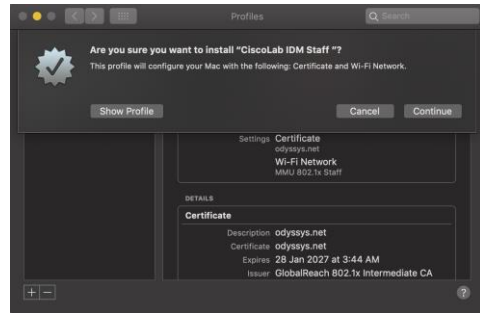 Profiles
Search
Are you sure you want to install "CiscoLab IDM Staff "?
This profile will configure your Mac with the following: Certificate and Wi-Fi Network.
Show Profile
Cancel
Continue
Settings Certificate
odyssys.net
Wi-Fi Network
MMU 802.1x Staff
DETAILS
Certificate
Description odyssys.net
Certificate odyssys.net
Expires 28 Jan 2027 at 3:44 AM
Issuer GlobalReach 802.1x Intermediate CA
+ −
?